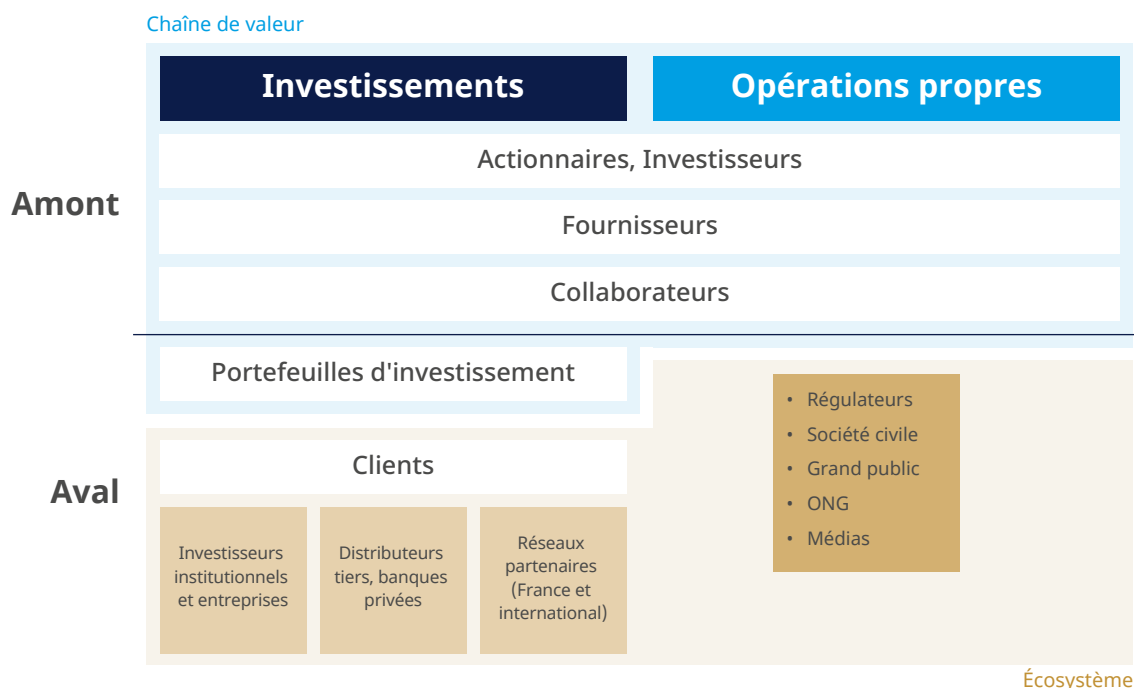 Chaîne de valeur
Investissements
Opérations propres
Amont
Actionnaires, Investisseurs
Fournisseurs
Collaborateurs
Aval
Portefeuilles d'investissement
Clients
Investisseurs
institutionnels
et entreprises
Distributeurs
tiers, banques
privées
Réseaux
partenaires
(France et
international)
• Régulateurs
• Société civile
• Grand public
• ONG
• Médias
Écosystème